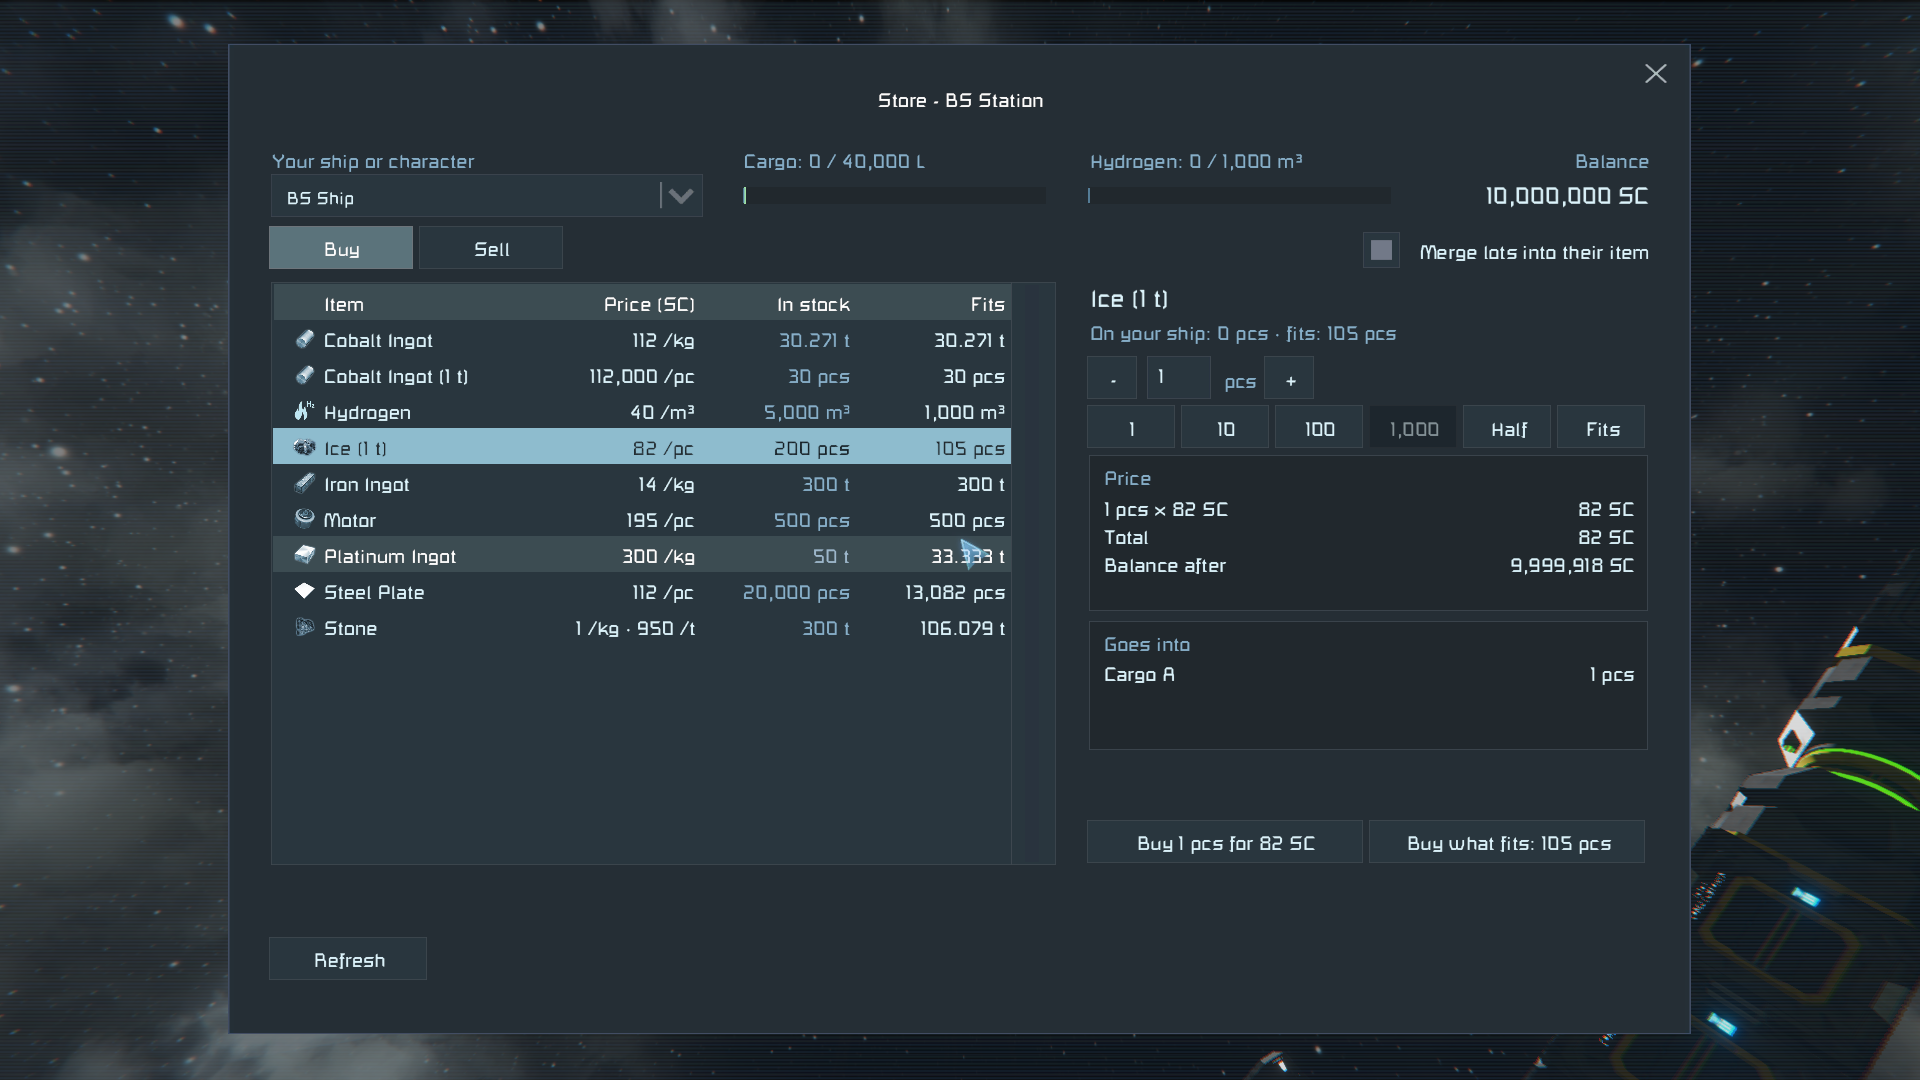 Store - BS Station
Your ship or character
BS Ship
Cargo: 0 / 40,000 L
Hydrogen: 0 / 1,000 m³
Balance
10,000,000 SC
Buy
Sell
Merge lots into their item
Item Price (SC) In stock Fits
Cobalt Ingot 112 /kg 30.271 t 30.271 t
Cobalt Ingot (1 t) 112,000 /pc 30 pcs 30 pcs
Hydrogen 40 /m³ 5,000 m³ 1,000 m³
Ice (1 t) 82 /pc 200 pcs 105 pcs
Iron Ingot 14 /kg 300 t 300 t
Motor 195 /pc 500 pcs 500 pcs
Platinum Ingot 300 /kg 50 t 33.333 t
Steel Plate 112 /pc 20,000 pcs 13,082 pcs
Stone 1 /kg · 950 /t 300 t 106.079 t
Ice (1 t)
On your ship: 0 pcs · fits: 105 pcs
- 1 pcs +
1 10 100 1,000 Half Fits
Price
1 pcs x 82 SC 82 SC
Total 82 SC
Balance after 9,999,918 SC
Goes into
Cargo A 1 pcs
Buy 1 pcs for 82 SC
Buy what fits: 105 pcs
Refresh